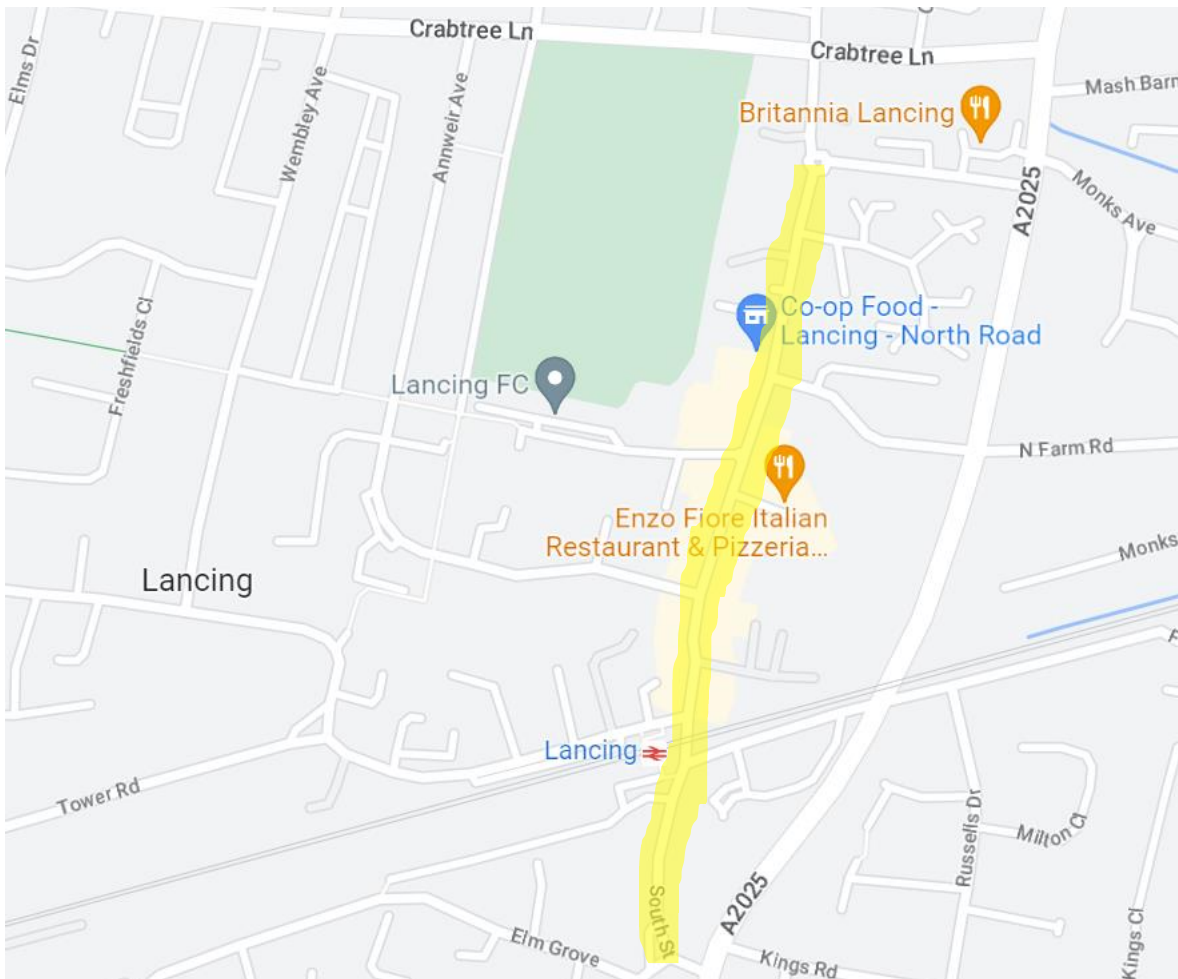 Crabtree Ln
Crabtree Ln
Elms Dr
Wembley Ave
Annweir Ave
Mash Barn
Britannia Lancing
A2025
Monks Ave
Co-op Food -
Lancing - North Road
Freshfields Cl
Lancing FC
N Farm Rd
Enzo Fiore Italian
Restaurant & Pizzeria...
Monks
Lancing
Lancing
Tower Rd
Russells Dr
Milton Cl
A2025
South St
Elm Grove
Kings Rd
Kings Cl